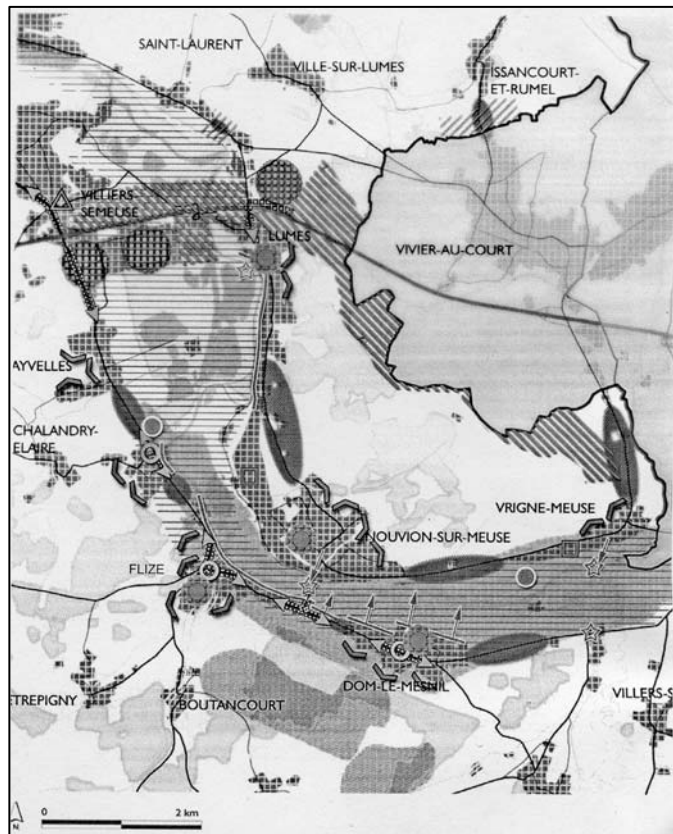 SAINT-LAURENT
VILLE-SUR-LUMES
ISSANCOURT-
ET-RUMEL
VILLIERS-
SEMEUSE
LUMES
VIVIER-AU-COURT
AYVELLES
CHALANDRY-
ELAIRE
VRIGNE-MEUSE
NOUVION-SUR-MEUSE
FLIZE
DOM-LE-MESNIL
ETREPIGNY
BOUTANCOURT
VILLERS-S
0 2 km
N